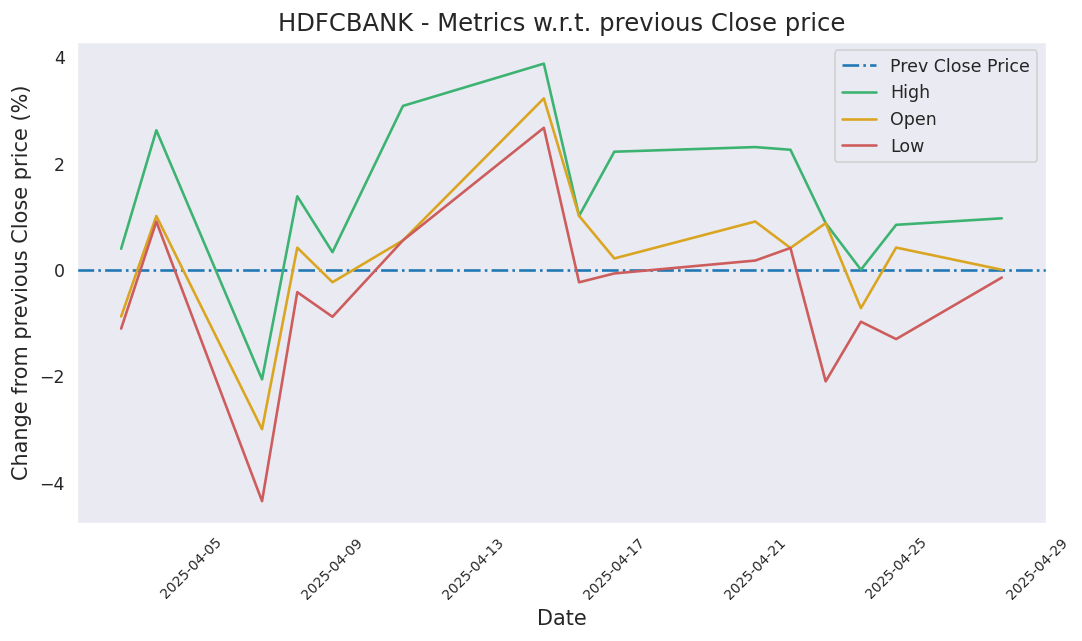 HDFCBANK - Metrics w.r.t. previous Close price
Change from previous Close price (%)
4
2
0
−2
−4
Prev Close Price
High
Open
Low
2025-04-05
2025-04-09
2025-04-13
2025-04-17
2025-04-21
2025-04-25
2025-04-29
Date